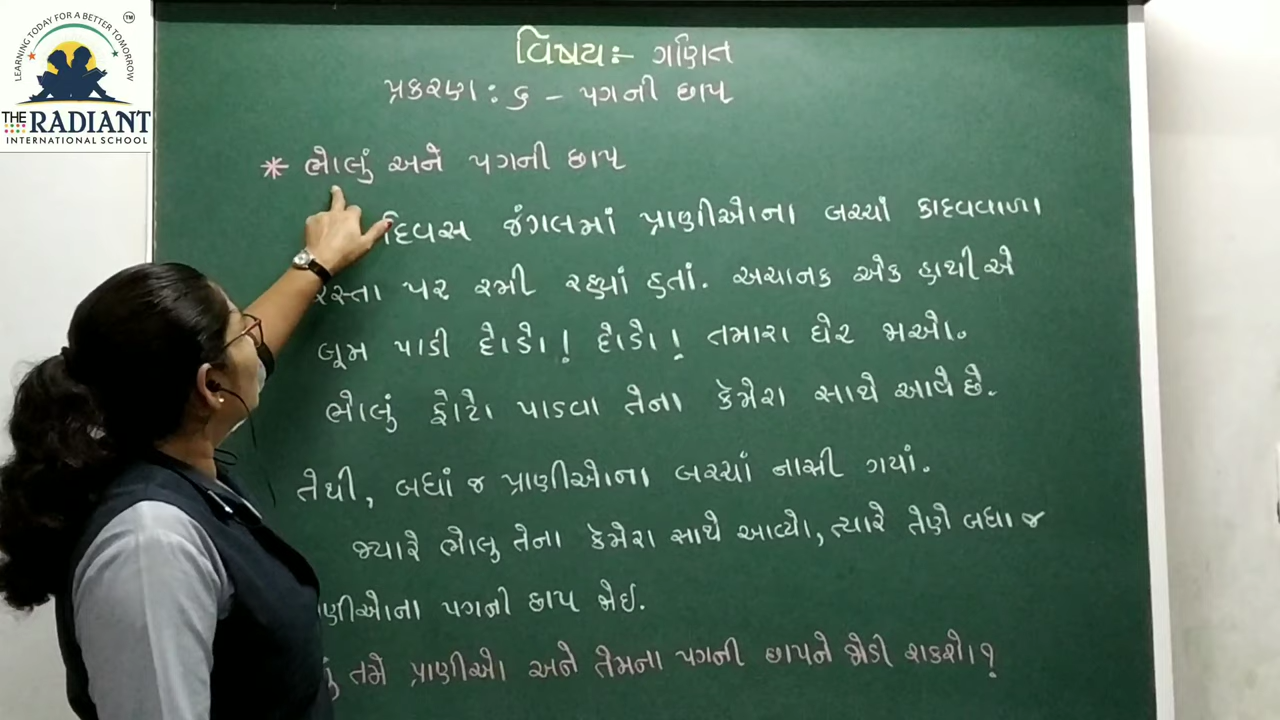 LEARNING TODAY FOR A BETTER TOMORROW
TM
THE RADIANT
INTERNATIONAL SCHOOL
વિષયઃ- ગણિત
પ્રકરણ : ૬ - પગની છાપ
* ભોલું અને પગની છાપ
દિવસ જંગલમાં પ્રાણીઓના બચ્ચાં કાદવવાળા
રસ્તા પર રમી રહ્યાં હતાં. અચાનક એક હાથીએ
બૂમ પાડી દોડો! દોડો! તમારા ઘેર જાઓ.
ભોલું ફોટો પાડવા તેના કેમેરા સાથે આવે છે.
તેથી, બધાં જ પ્રાણીઓના બચ્ચાં નાસી ગયાં.
જ્યારે ભોલુ તેના કેમેરા સાથે આવ્યો, ત્યારે તેણે બધા જ
ણીઓના પગની છાપ જોઈ.
તમે પ્રાણીઓ અને તેમના પગની છાપને જોડી શકશો?